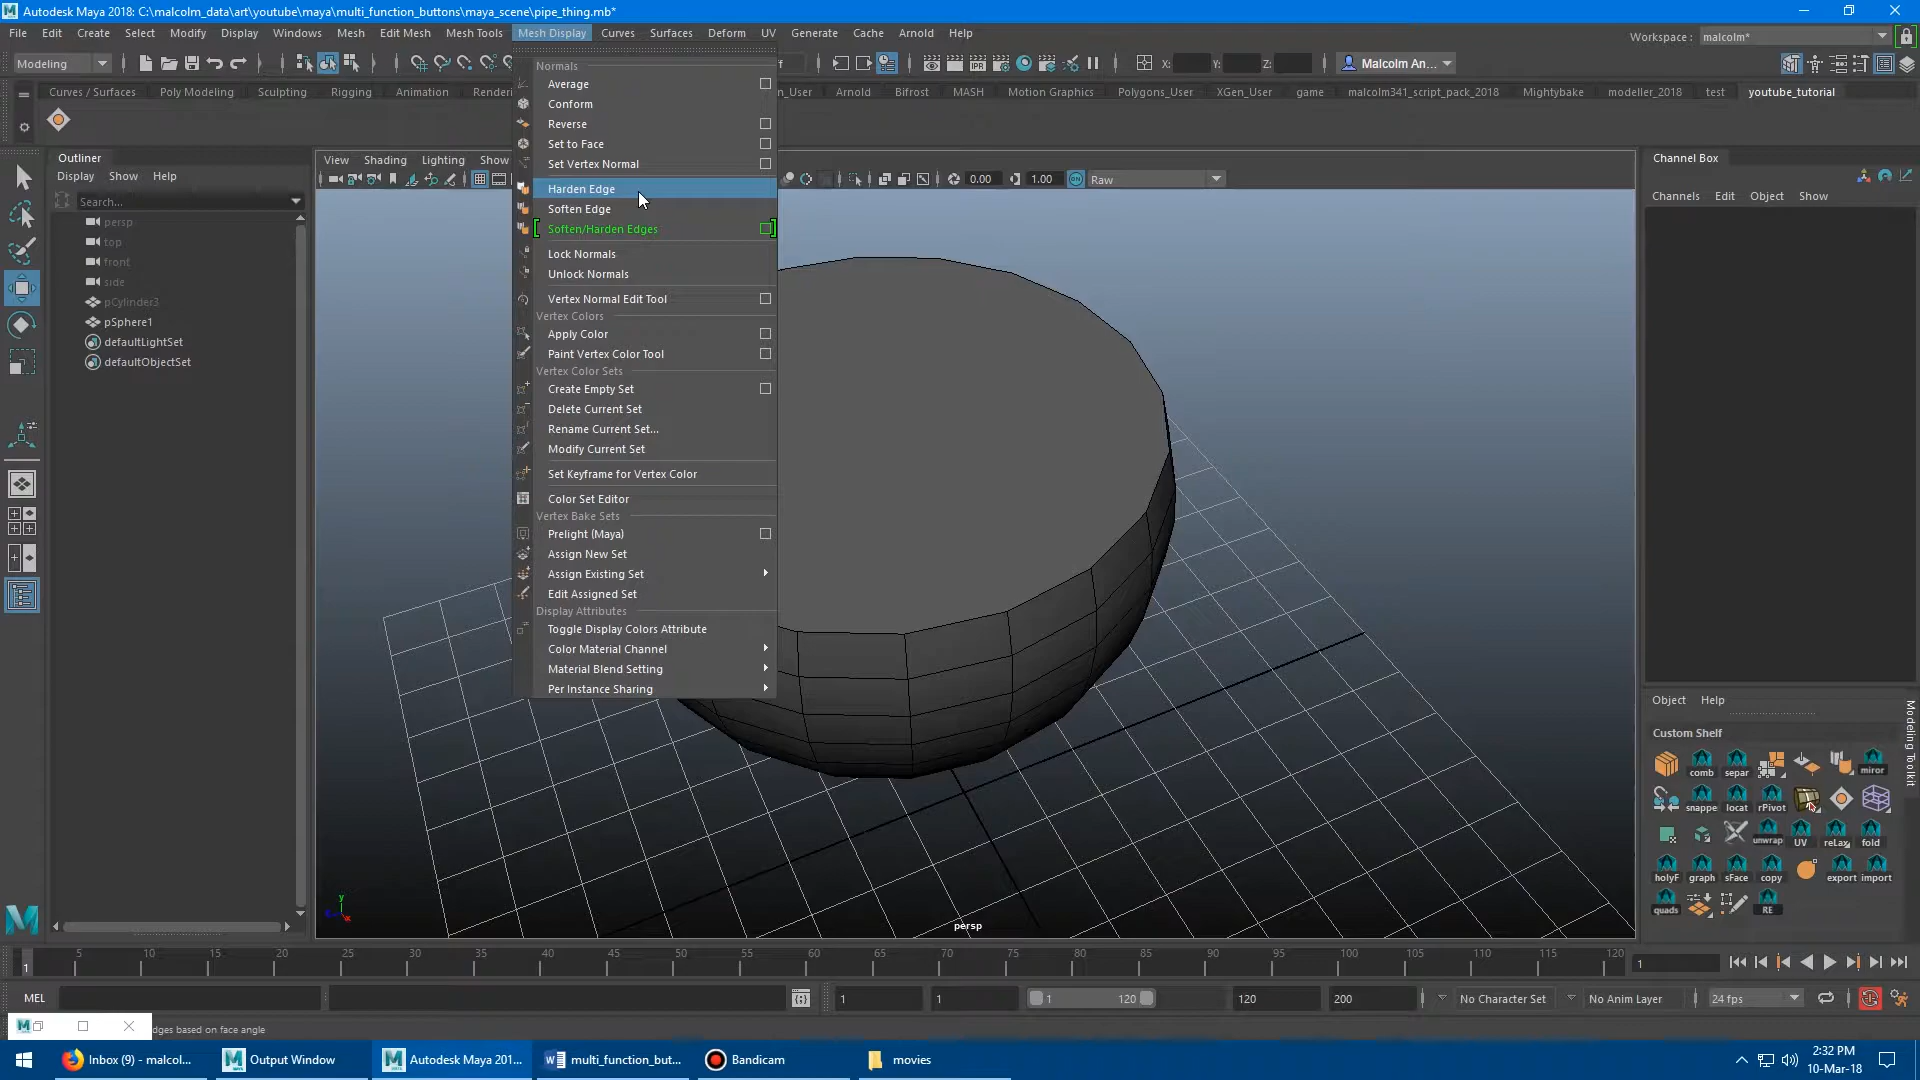 Autodesk Maya 2018: C:\malcolm_data\art\youtube\maya\multi_function_buttons\maya_scene\pipe_thing.mb*
File Edit Create Select Modify Display Windows Mesh Edit Mesh Mesh Tools Mesh Display Curves Surfaces Deform UV Generate Cache Arnold Help
Workspace : malcolm*
Modeling
X: Y: Z:
Malcolm An...
Curves / Surfaces Poly Modeling Sculpting Rigging Animation Arnold Bifrost MASH Motion Graphics Polygons_User XGen_User game malcolm341_script_pack_2018 Mightybake modeller_2018 test youtube_tutorial
Outliner
Display Show Help
Search...
persp
top
front
side
pCylinder3
pSphere1
defaultLightSet
defaultObjectSet
View Shading Lighting Show
0.00 1.00 Raw
Normals
Average
Conform
Reverse
Set to Face
Set Vertex Normal
Harden Edge
Soften Edge
Soften/Harden Edges
Lock Normals
Unlock Normals
Vertex Normal Edit Tool
Vertex Colors
Apply Color
Paint Vertex Color Tool
Vertex Color Sets
Create Empty Set
Delete Current Set
Rename Current Set...
Modify Current Set
Set Keyframe for Vertex Color
Color Set Editor
Vertex Bake Sets
Prelight (Maya)
Assign New Set
Assign Existing Set
Edit Assigned Set
Display Attributes
Toggle Display Colors Attribute
Color Material Channel
Material Blend Setting
Per Instance Sharing
persp
Channel Box
Channels Edit Object Show
Object Help
Custom Shelf
comb separ miror
snappe locat rPivot
unwrap UV relax fold
holyF graph sFace copy export import
quads RE
Modeling Toolkit
1 5 10 15 20 25 30 35 40 45 50 55 60 65 70 75 80 85 90 95 100 105 110 115 120 1
MEL 1 1 1 120 120 200 No Character Set No Anim Layer 24 fps
edges based on face angle
Inbox (9) - malcol... Output Window Autodesk Maya 201... multi_function_but... Bandicam movies
2:32 PM
10-Mar-18